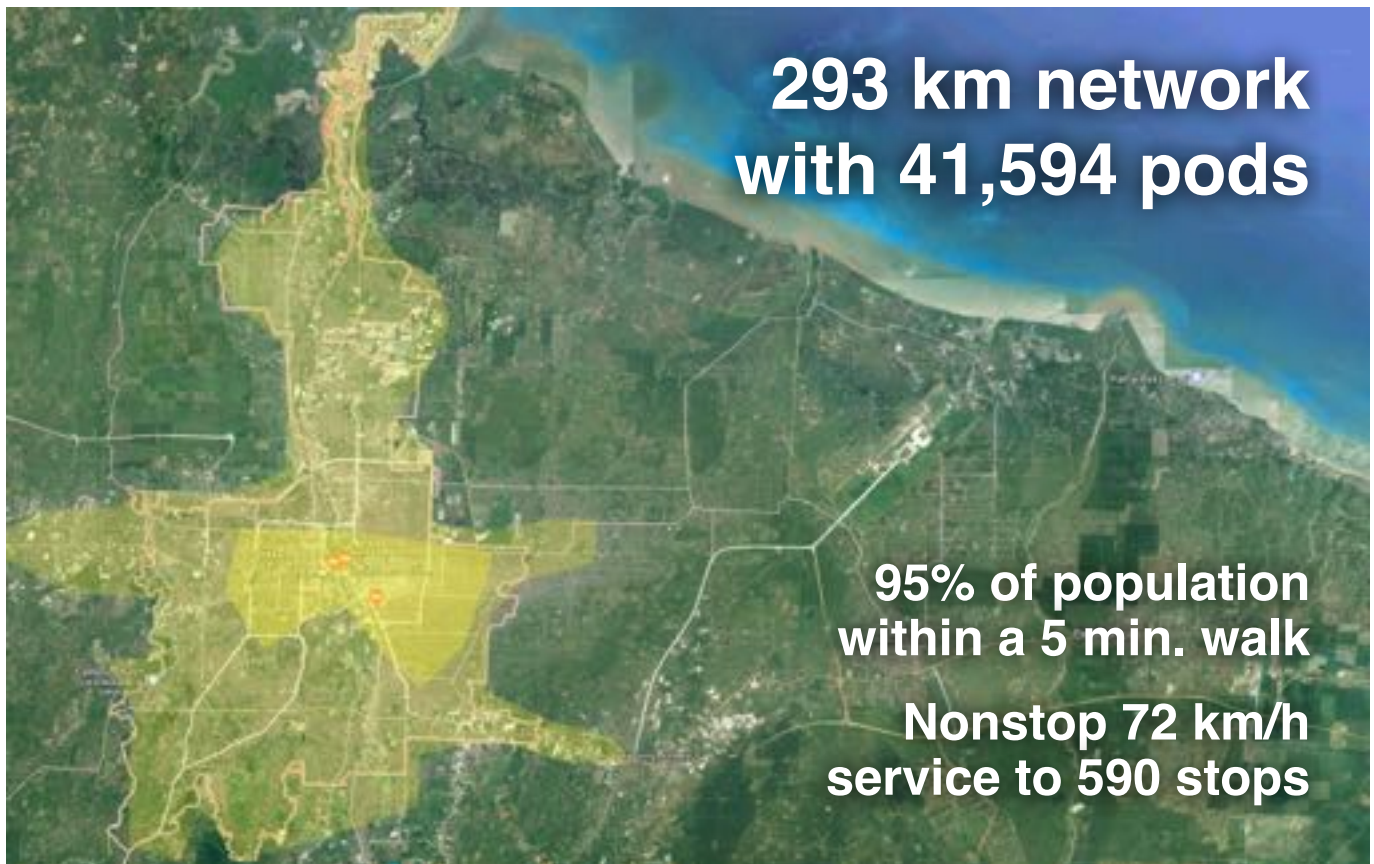 293 km network
with 41,594 pods
95% of population
within a 5 min. walk
Nonstop 72 km/h
service to 590 stops